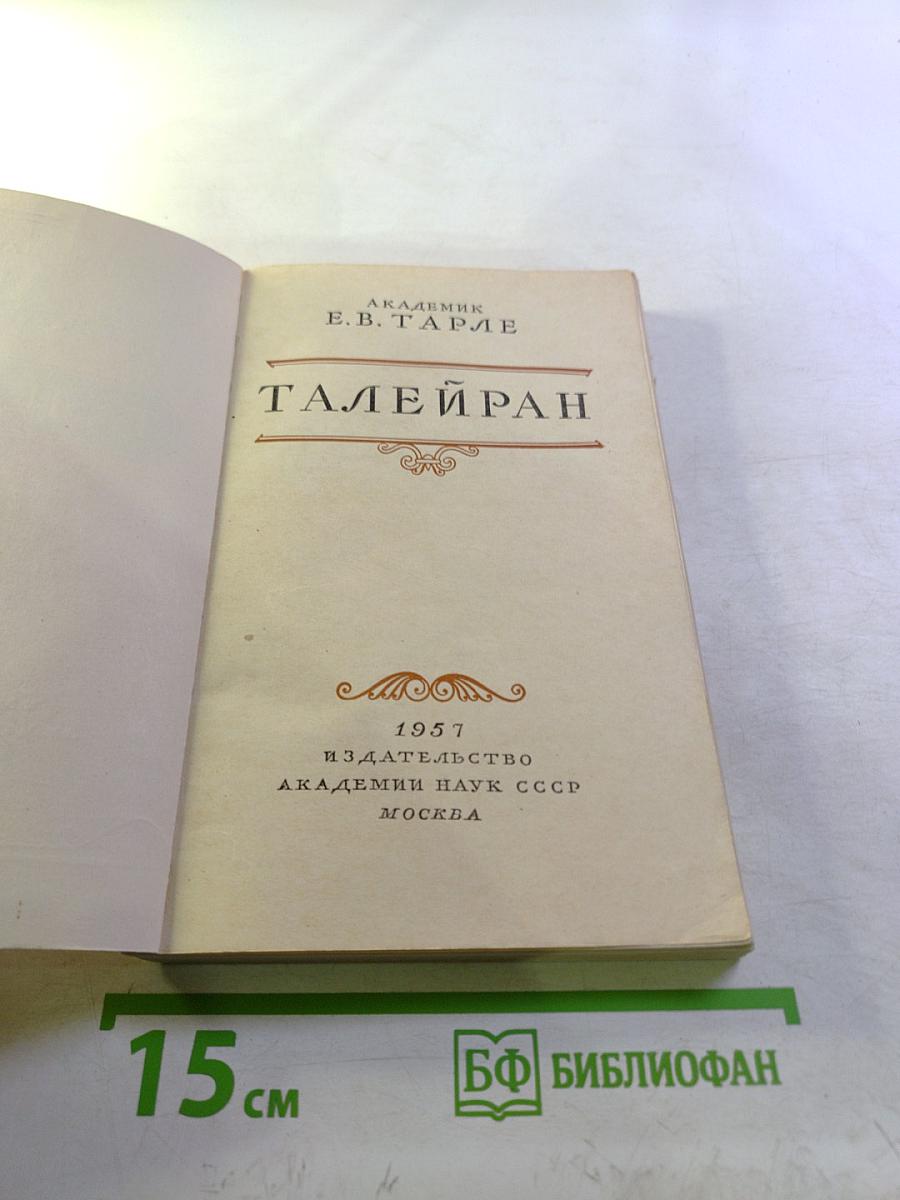 АКАДЕМИК
Е. В. ТАРЛЕ
ТАЛЕЙРАН
1957
ИЗДАТЕЛЬСТВО
АКАДЕМИИ НАУК СССР
МОСКВА
15 см
БФ БИБЛИОФАН